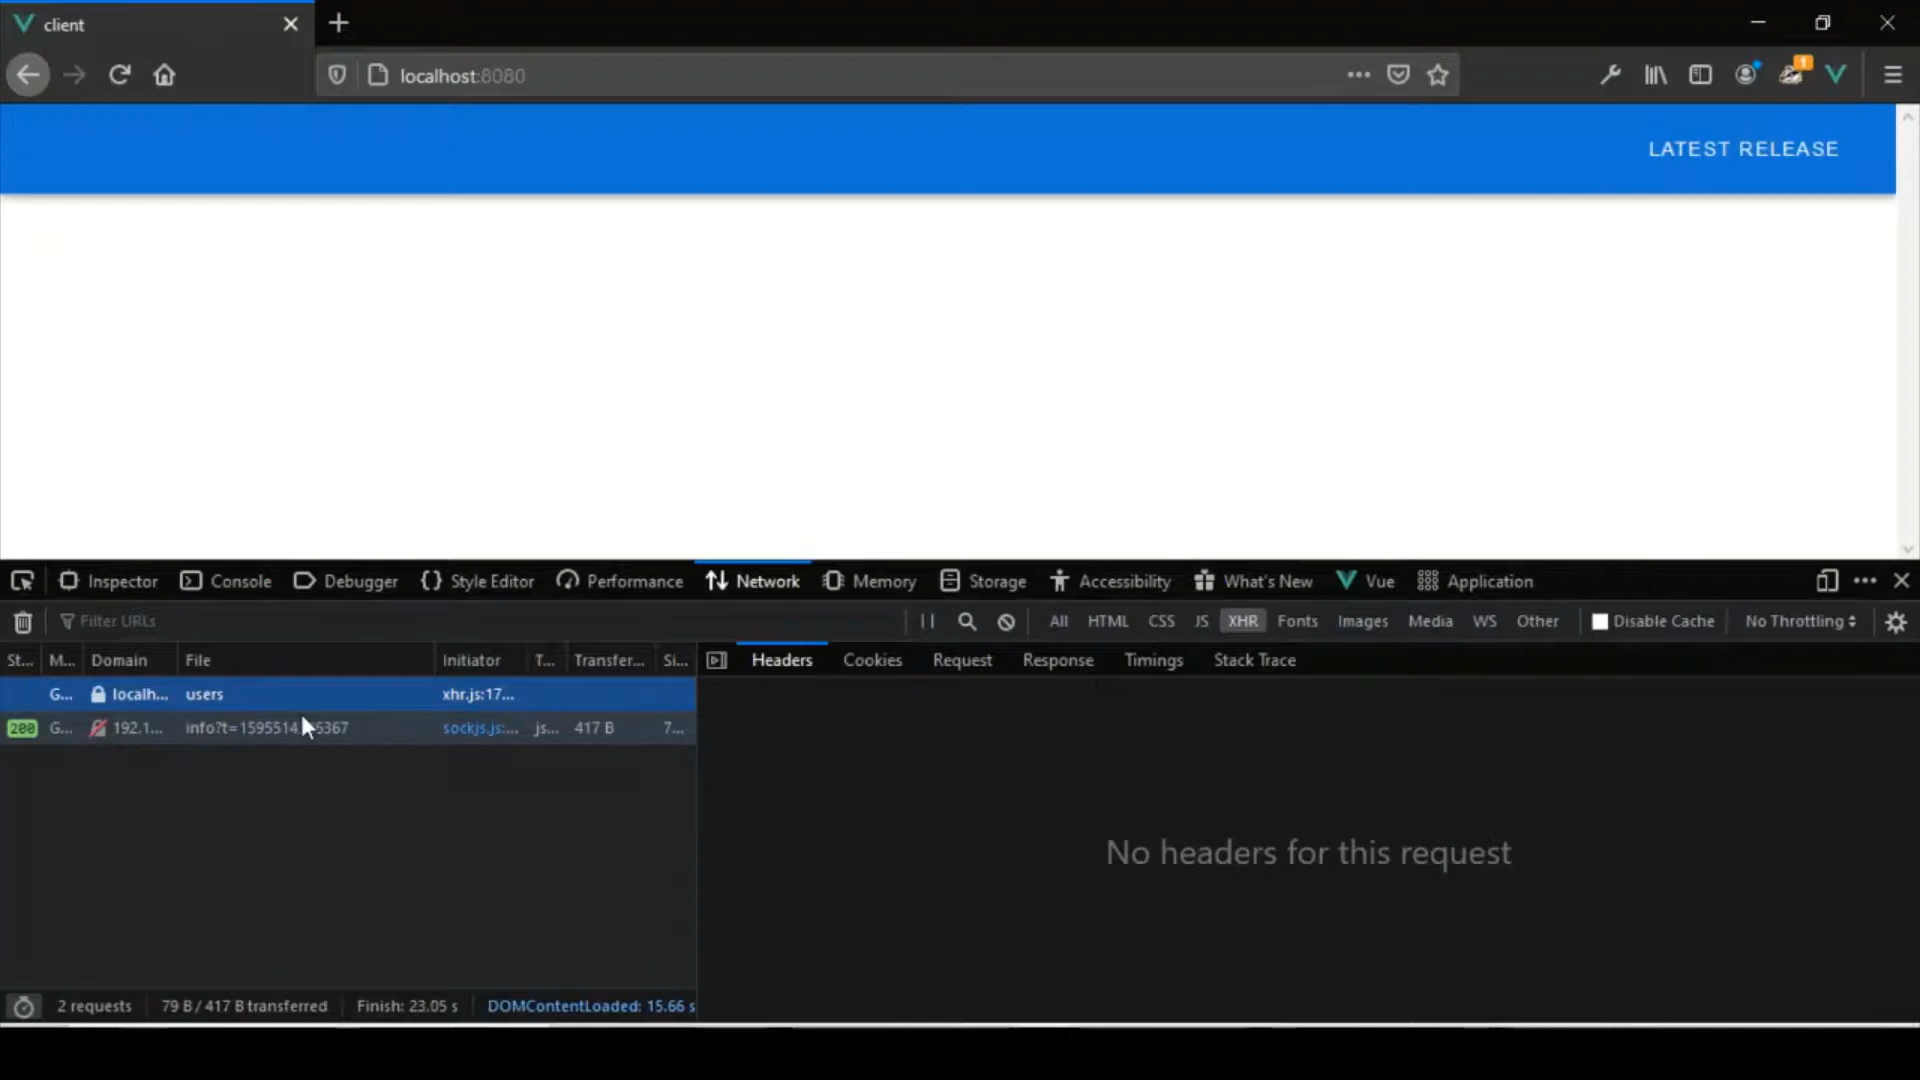 client
localhost:8080
1
LATEST RELEASE
Inspector Console Debugger Style Editor Performance Network Memory Storage Accessibility What's New Vue Application
Filter URLs All HTML CSS JS XHR Fonts Images Media WS Other Disable Cache No Throttling
St... M... Domain File Initiator T... Transfer... Si... Headers Cookies Request Response Timings Stack Trace
G... localh... users xhr.js:17...
200 G... 192.1... sockjs.js:... js... 417 B 7...
No headers for this request
2 requests 79 B / 417 B transferred Finish: 23.05 s DOMContentLoaded: 15.66 s